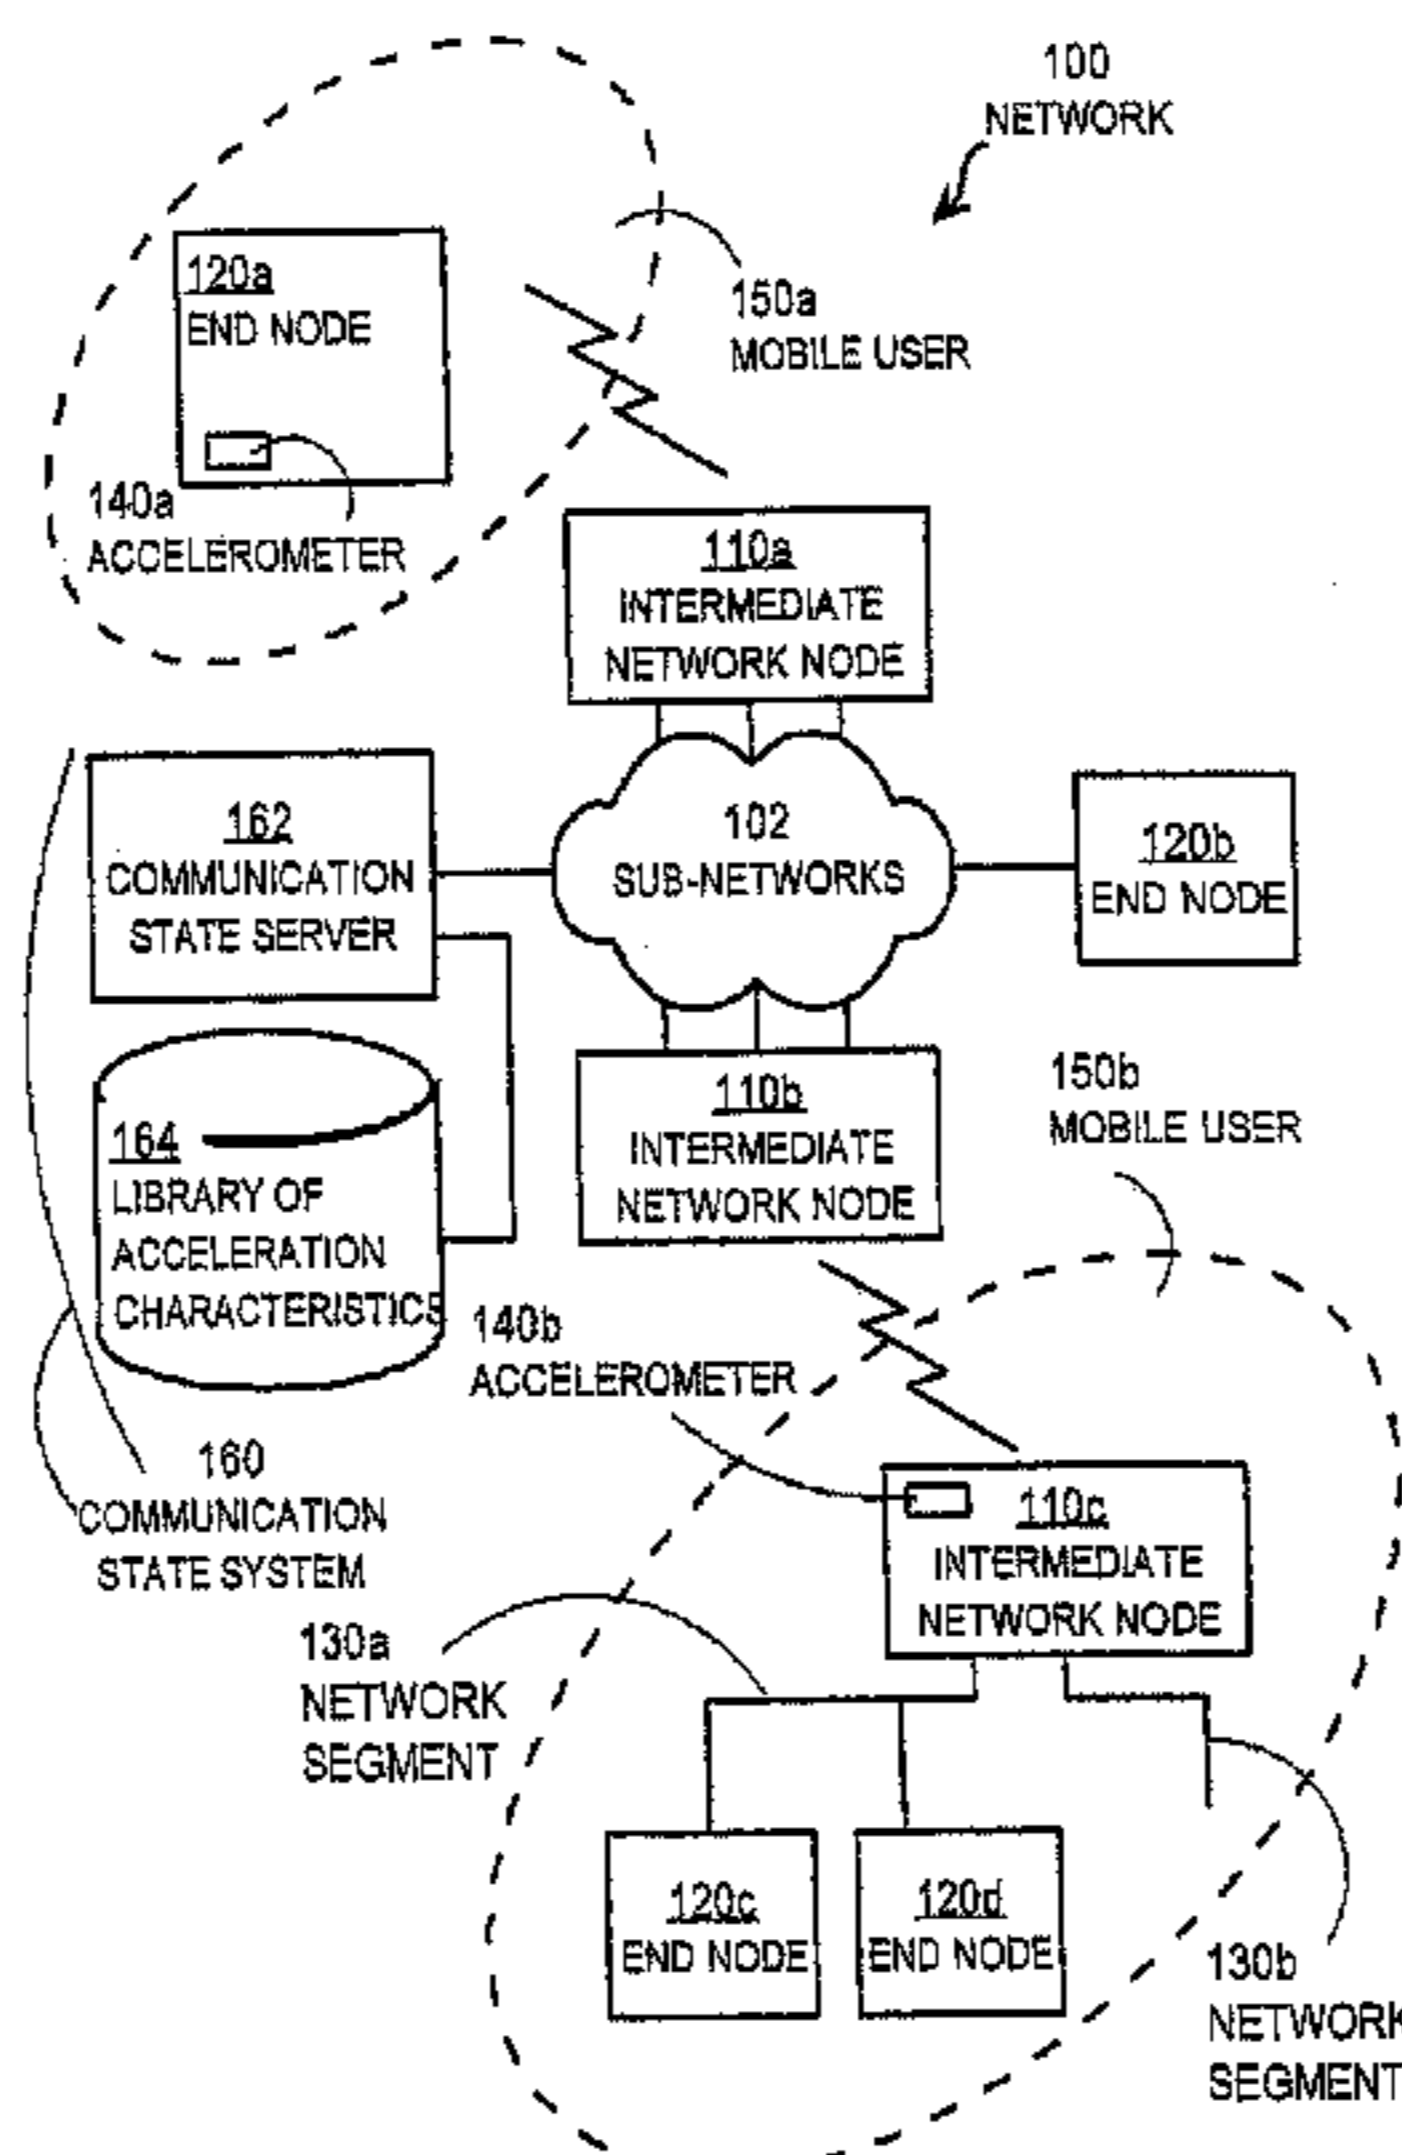 100
NETWORK
120a
END NODE
150a
MOBILE USER
140a
ACCELEROMETER
110a
INTERMEDIATE
NETWORK NODE
162
COMMUNICATION
STATE SERVER
102
SUB-NETWORKS
120b
END NODE
164
LIBRARY OF
ACCELERATION
CHARACTERISTICS
110b
INTERMEDIATE
NETWORK NODE
150b
MOBILE USER
140b
ACCELEROMETER
160
COMMUNICATION
STATE SYSTEM
110c
INTERMEDIATE
NETWORK NODE
130a
NETWORK
SEGMENT
120c
END NODE
120d
END NODE
130b
NETWORK
SEGMENT